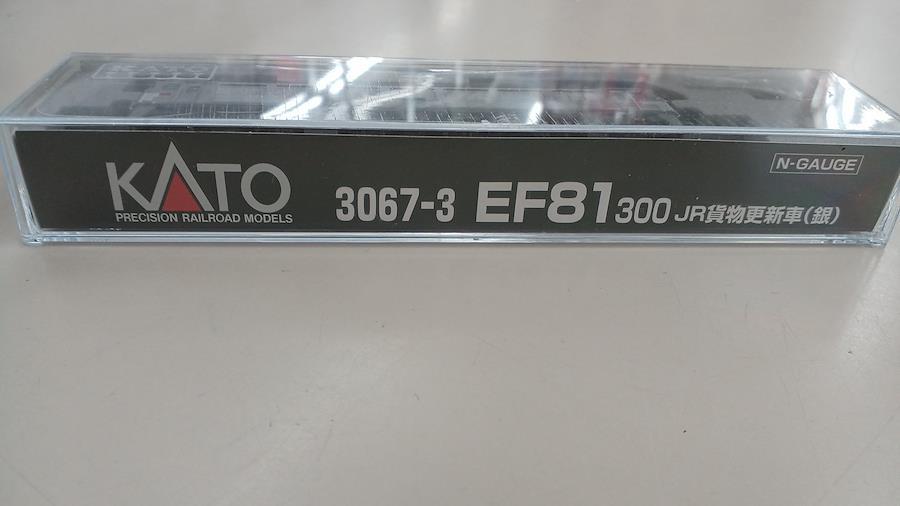 KATO
PRECISION RAILROAD MODELS
3067-3 EF81 300 JR貨物更新車(銀)
N-GAUGE